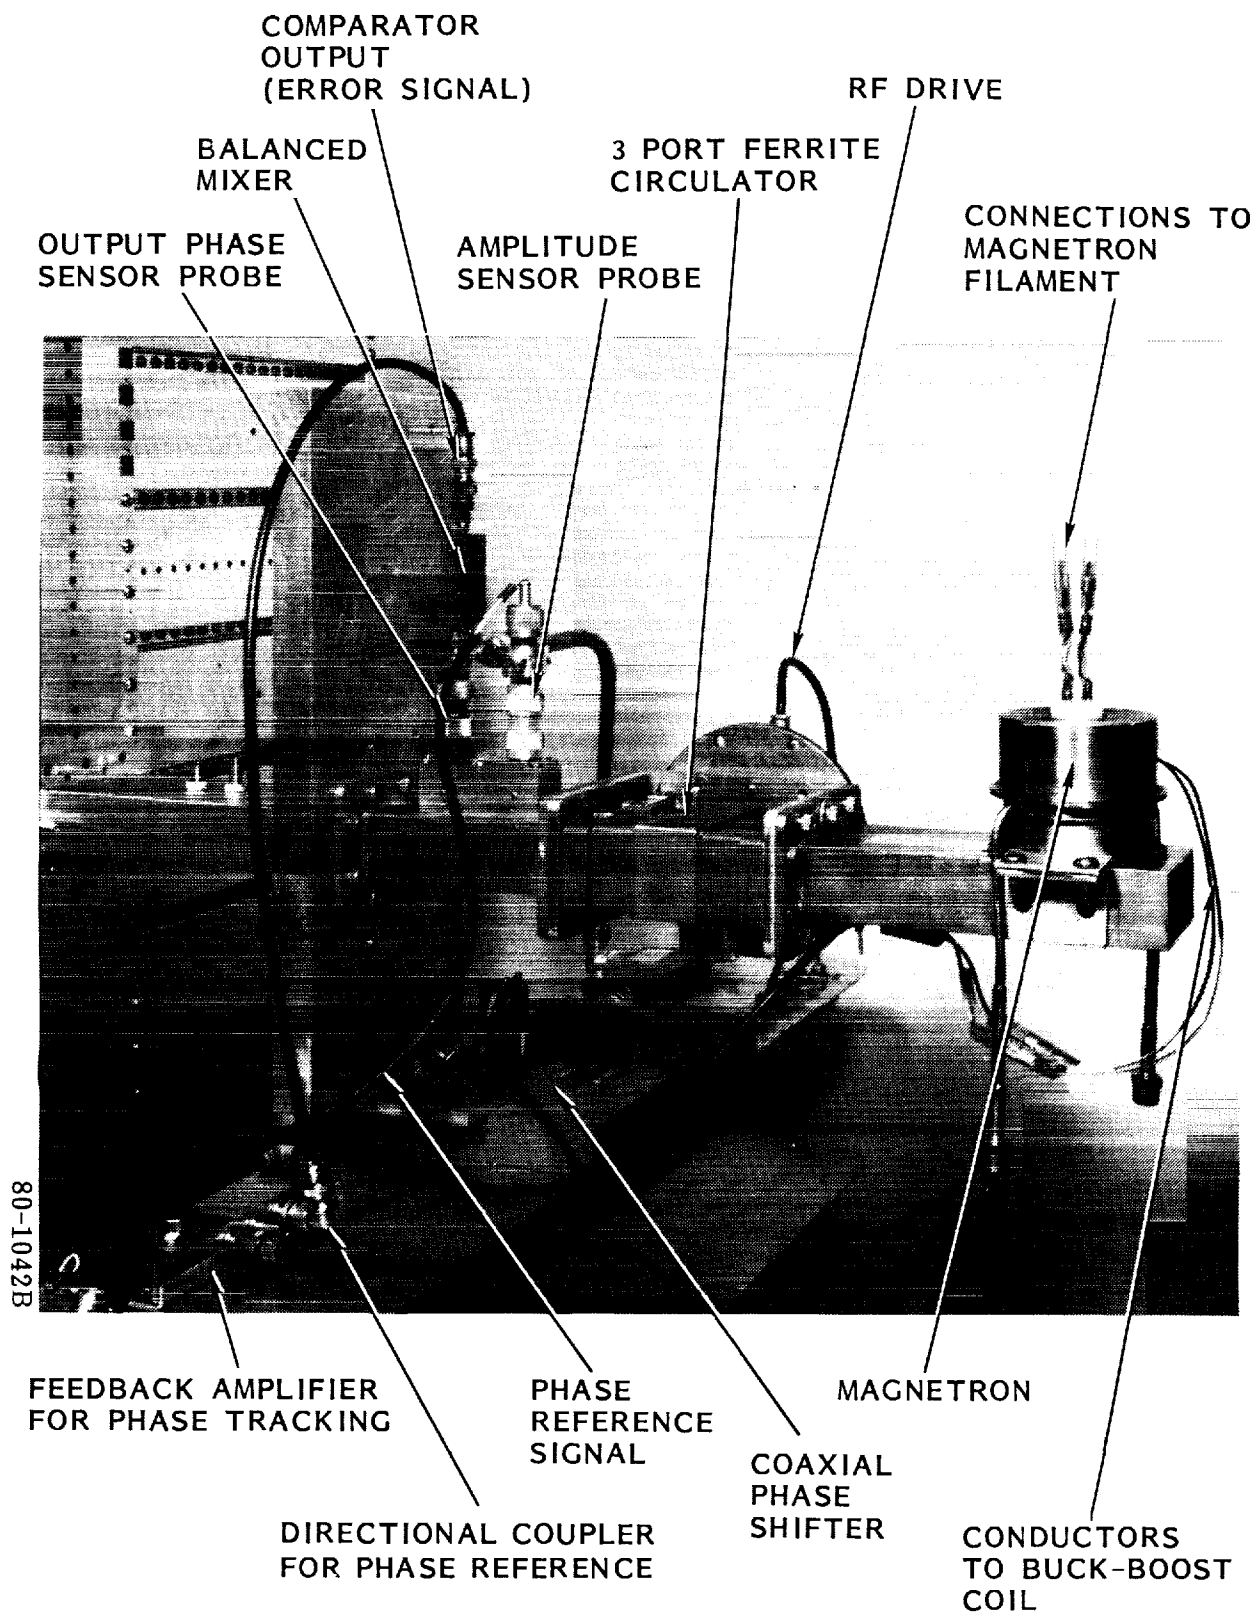 COMPARATOR
OUTPUT
(ERROR SIGNAL)
RF DRIVE
BALANCED
MIXER
3 PORT FERRITE
CIRCULATOR
CONNECTIONS TO
MAGNETRON
FILAMENT
OUTPUT PHASE
SENSOR PROBE
AMPLITUDE
SENSOR PROBE
80-1042B
FEEDBACK AMPLIFIER
FOR PHASE TRACKING
PHASE
REFERENCE
SIGNAL
MAGNETRON
COAXIAL
PHASE
SHIFTER
DIRECTIONAL COUPLER
FOR PHASE REFERENCE
CONDUCTORS
TO BUCK-BOOST
COIL